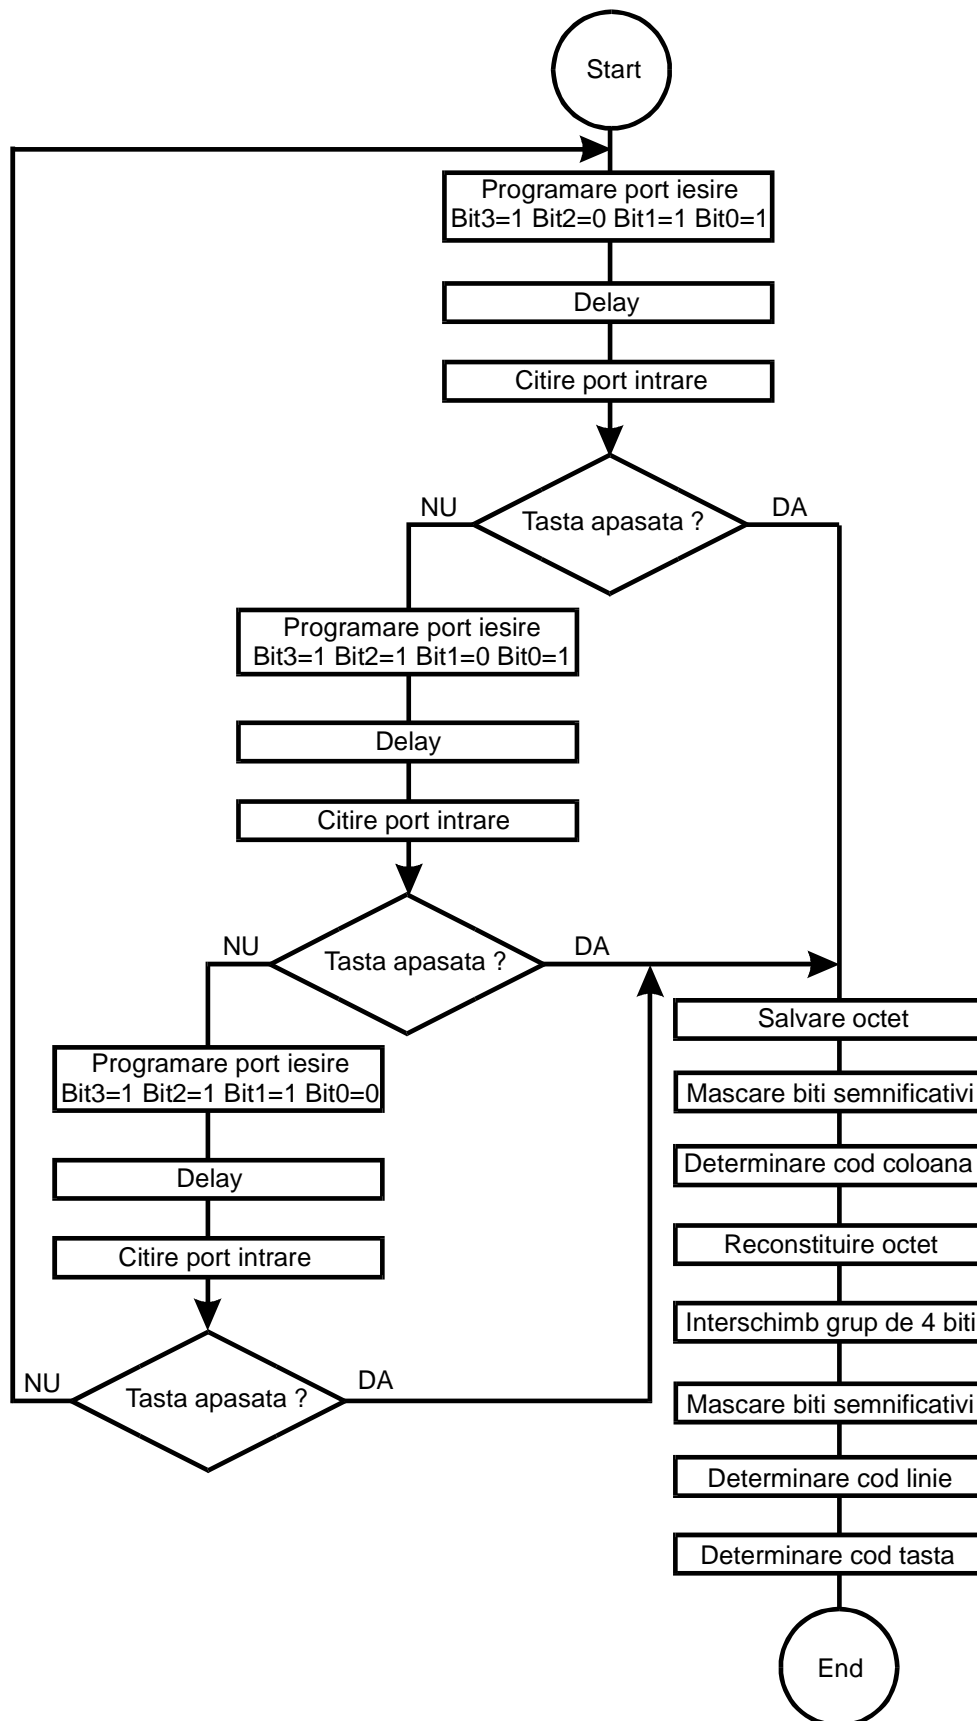 Start
Programare port iesire
Bit3=1 Bit2=0 Bit1=1 Bit0=1
Delay
Citire port intrare
NU
Tasta apasata ?
DA
Programare port iesire
Bit3=1 Bit2=1 Bit1=0 Bit0=1
Delay
Citire port intrare
NU
Tasta apasata ?
DA
Programare port iesire
Bit3=1 Bit2=1 Bit1=1 Bit0=0
Delay
Citire port intrare
NU
Tasta apasata ?
DA
Salvare octet
Mascare biti semnificativi
Determinare cod coloana
Reconstituire octet
Interschimb grup de 4 biti
Mascare biti semnificativi
Determinare cod linie
Determinare cod tasta
End